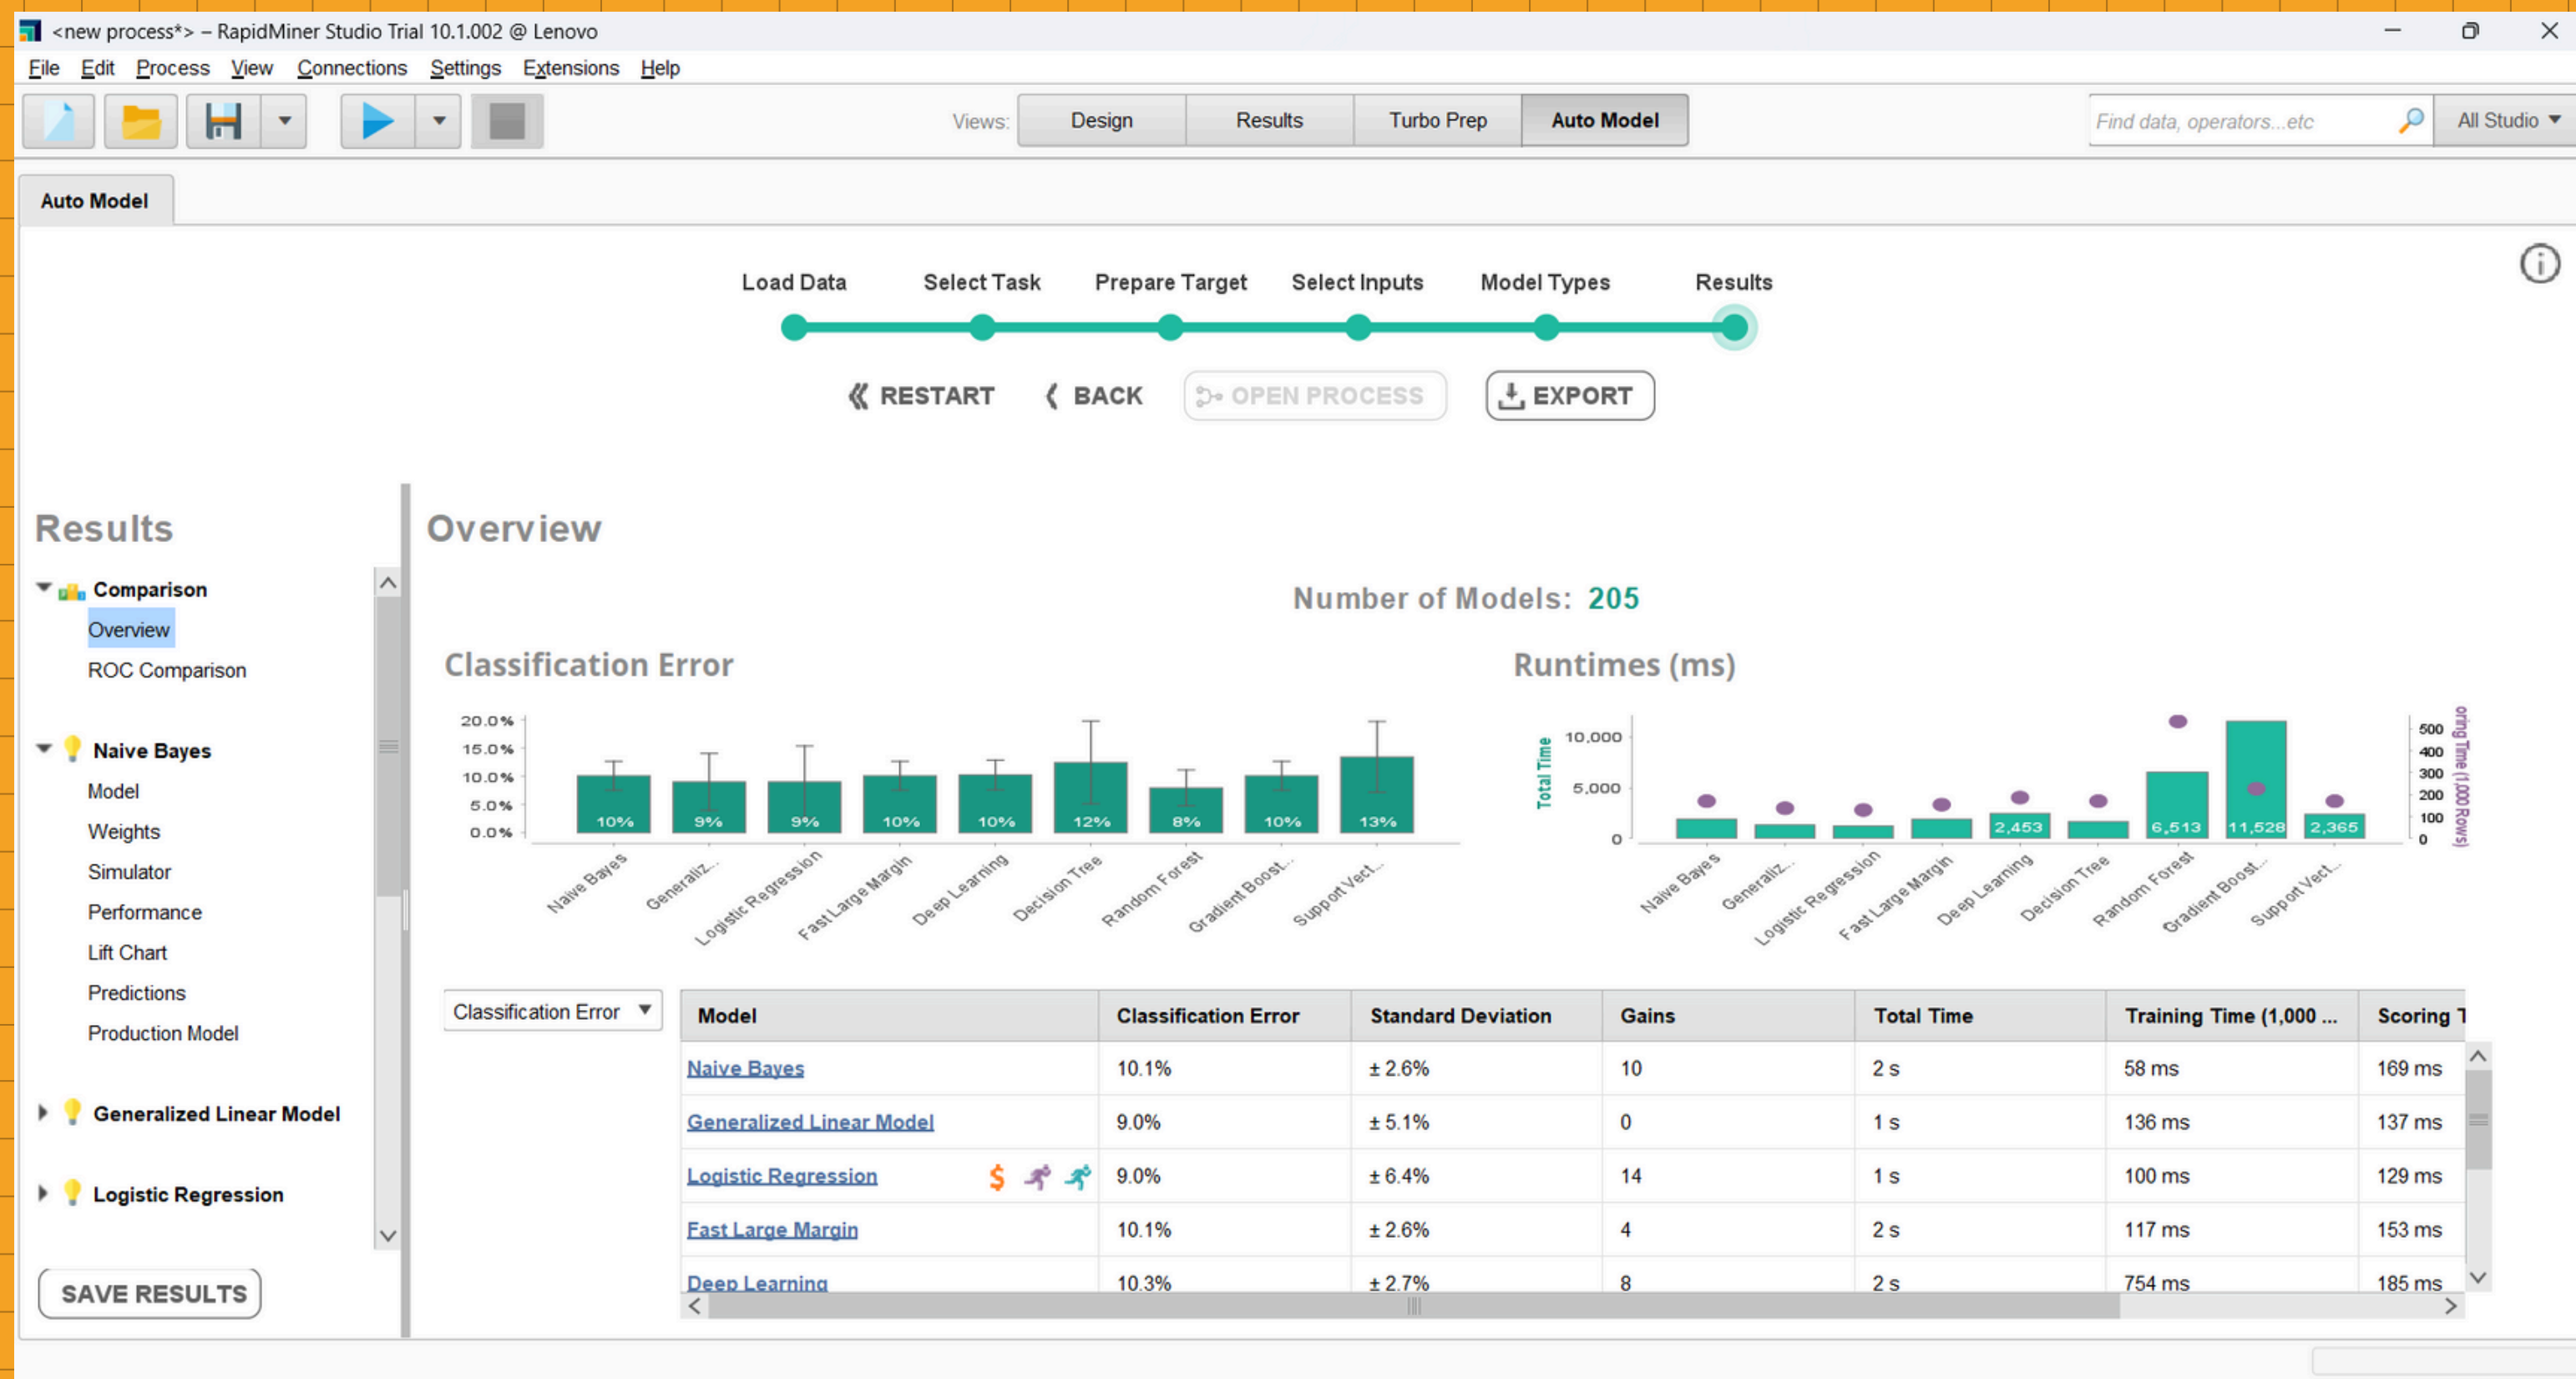 <new process*> – RapidMiner Studio Trial 10.1.002 @ Lenovo
File Edit Process View Connections Settings Extensions Help
Views: Design Results Turbo Prep Auto Model Find data, operators...etc All Studio
Auto Model
Load Data Select Task Prepare Target Select Inputs Model Types Results
RESTART BACK OPEN PROCESS EXPORT
Results
Comparison
Overview
ROC Comparison
Naive Bayes
Model
Weights
Simulator
Performance
Lift Chart
Predictions
Production Model
Generalized Linear Model
Logistic Regression
SAVE RESULTS
Overview
Number of Models: 205
Classification Error
20.0%
15.0%
10.0%
5.0%
0.0%
10% 9% 9% 10% 10% 12% 8% 10% 13%
Naive Bayes Generaliz... Logistic Regression Fast Large Margin Deep Learning Decision Tree Random Forest Gradient Boost... Support Vect...
Runtimes (ms)
Total Time
10,000
5,000
0
2,453 6,513 11,528 2,365
500
400
300
200
100
0
oring Time (1,000 Rows)
Naive Bayes Generaliz... Logistic Regression Fast Large Margin Deep Learning Decision Tree Random Forest Gradient Boost... Support Vect...
Classification Error
Model Classification Error Standard Deviation Gains Total Time Training Time (1,000 ... Scoring T
Naive Bayes 10.1% ± 2.6% 10 2 s 58 ms 169 ms
Generalized Linear Model 9.0% ± 5.1% 0 1 s 136 ms 137 ms
Logistic Regression $ 9.0% ± 6.4% 14 1 s 100 ms 129 ms
Fast Large Margin 10.1% ± 2.6% 4 2 s 117 ms 153 ms
Deep Learning 10.3% ± 2.7% 8 2 s 754 ms 185 ms